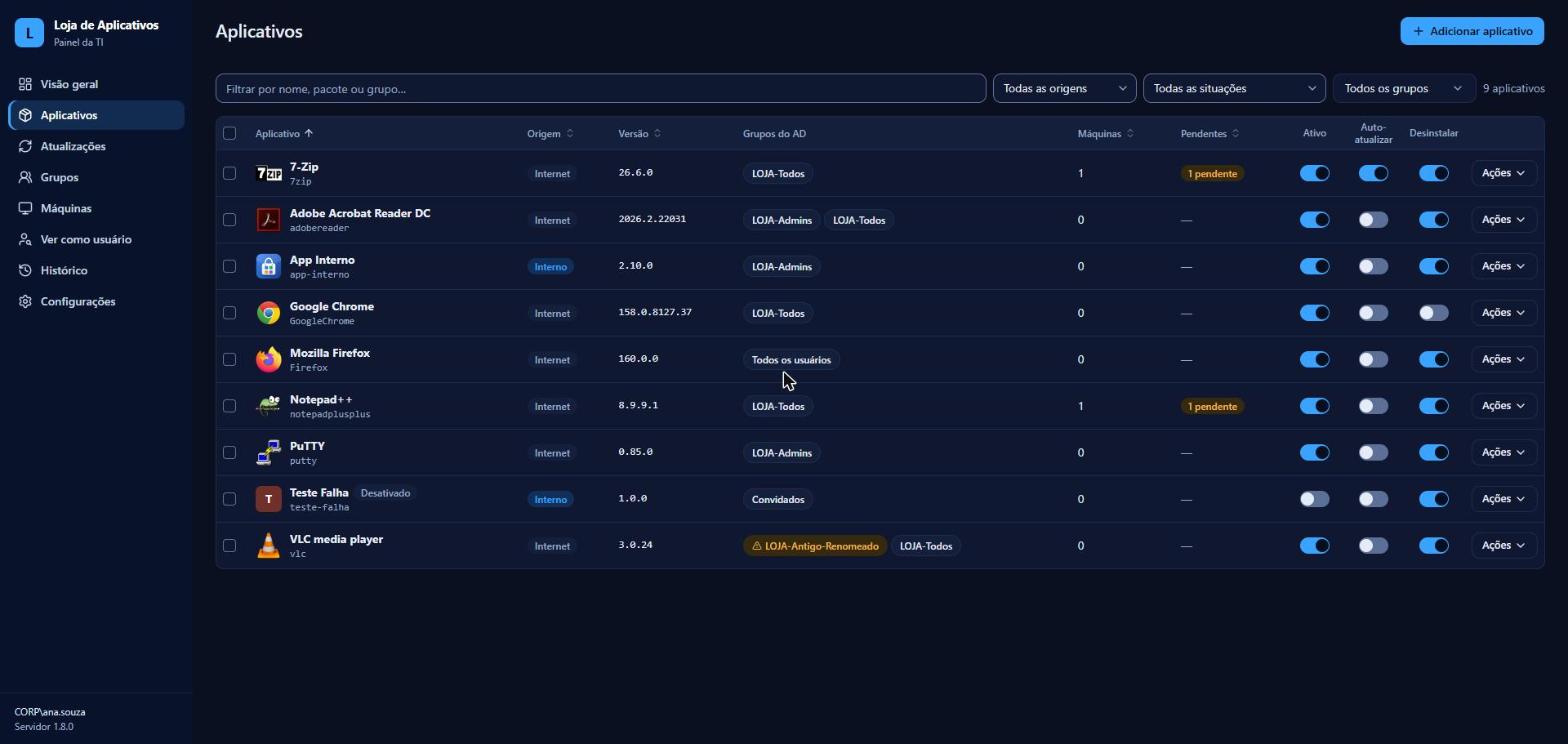 L
Loja de Aplicativos
Painel da TI
Visão geral
Aplicativos
Atualizações
Grupos
Máquinas
Ver como usuário
Histórico
Configurações
CORP\ana.souza
Servidor 1.8.0
Aplicativos
+ Adicionar aplicativo
Filtrar por nome, pacote ou grupo...
Todas as origens
Todas as situações
Todos os grupos
9 aplicativos
Aplicativo Origem Versão Grupos do AD Máquinas Pendentes Ativo Auto-atualizar Desinstalar
7ZIP 7-Zip Internet 26.6.0 LOJA-Todos 1 1 pendente Ações
7zip
Adobe Acrobat Reader DC Internet 2026.2.22031 LOJA-Admins LOJA-Todos 0 — Ações
adobereader
App Interno Interno 2.10.0 LOJA-Admins 0 — Ações
app-interno
Google Chrome Internet 158.0.8127.37 LOJA-Todos 0 — Ações
GoogleChrome
Mozilla Firefox Internet 160.0.0 Todos os usuários 0 — Ações
Firefox
Notepad++ Internet 8.9.9.1 LOJA-Todos 1 1 pendente Ações
notepadplusplus
PuTTY Internet 0.85.0 LOJA-Admins 0 — Ações
putty
T Teste Falha Desativado Interno 1.0.0 Convidados 0 — Ações
teste-falha
VLC media player Internet 3.0.24 LOJA-Antigo-Renomeado LOJA-Todos 0 — Ações
vlc